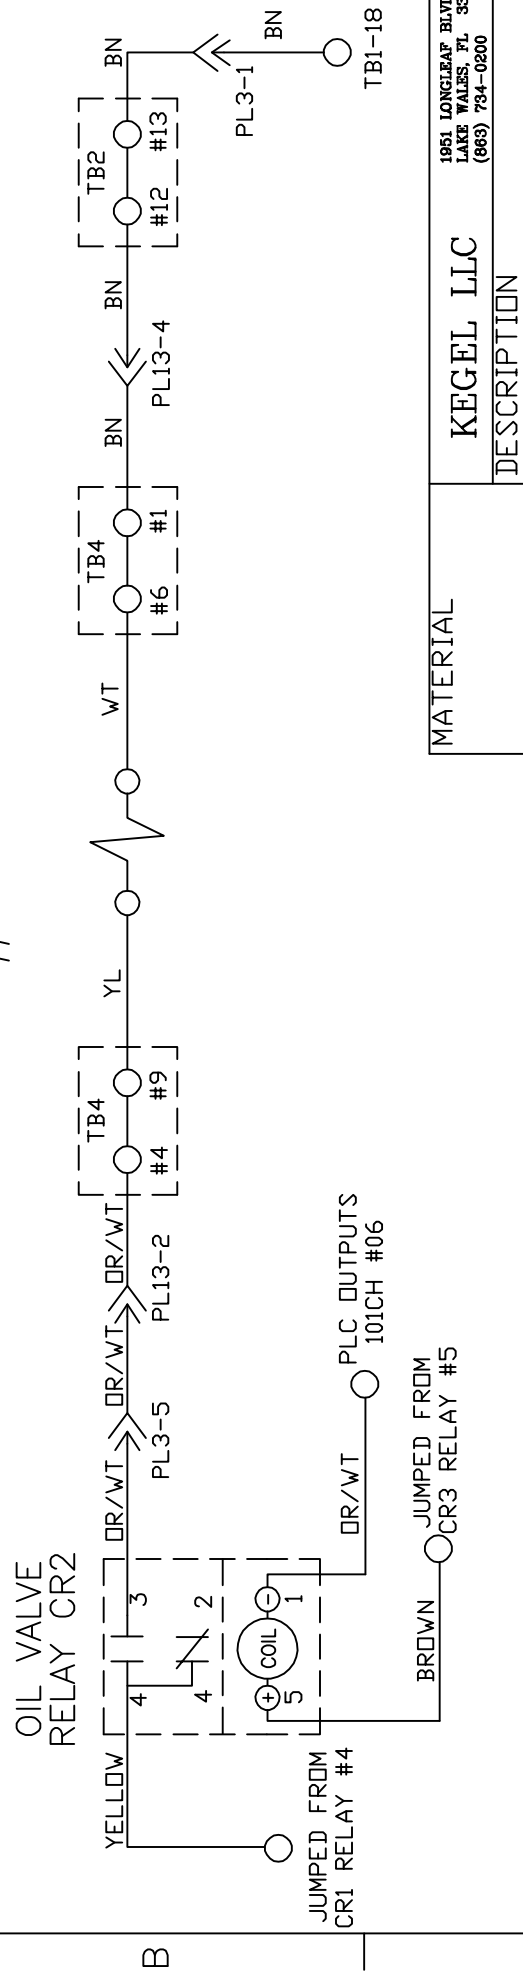 OIL VALVE
RELAY CR2
YELLOW
4
3
4
2
COIL
+
-
5
1
JUMPED FROM
CR1 RELAY #4
BROWN
JUMPED FROM
CR3 RELAY #5
OR/WT
PLC OUTPUTS
101CH #06
OR/WT
PL3-5
OR/WT
PL13-2
OR/WT
TB4
#4
#9
YL
WT
TB4
#6
#1
BN
PL13-4
BN
TB2
#12
#13
BN
PL3-1
BN
TB1-18
B
MATERIAL
KEGEL LLC
1951 LONGLEAF BLVD
LAKE WALES, FL 33
(863) 734-0200
DESCRIPTION